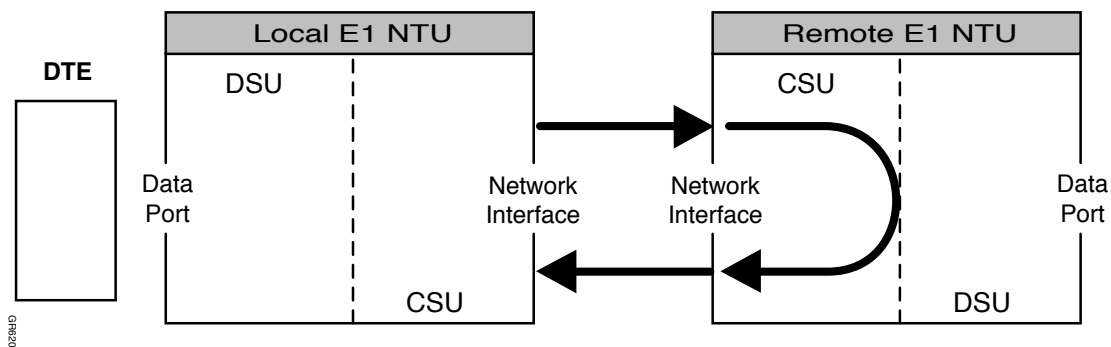 Local E1 NTU
Remote E1 NTU
DTE
DSU
CSU
Data
Port
Network
Interface
Network
Interface
Data
Port
CSU
DSU
GR620